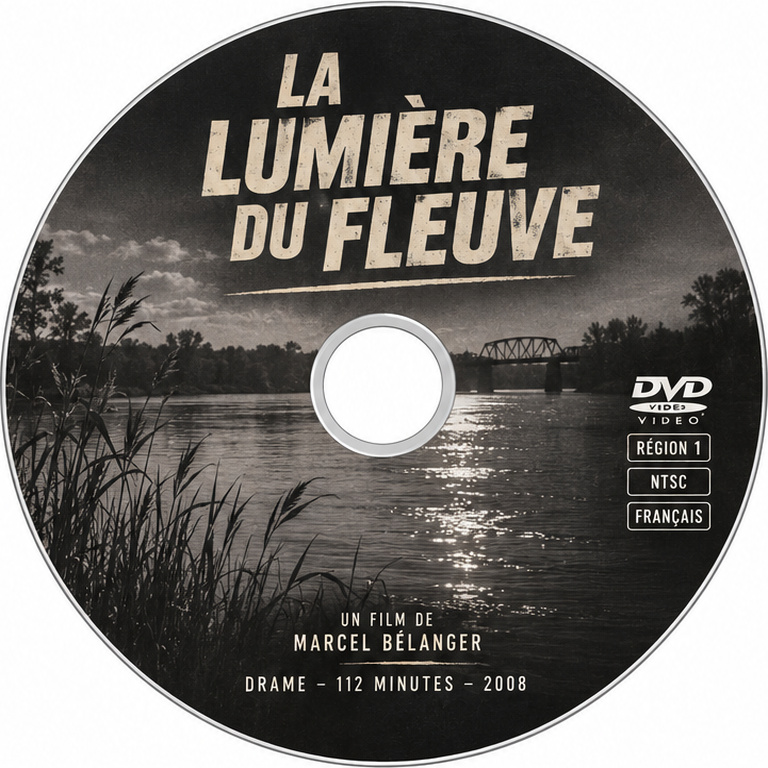 LA
LUMIÈRE
DU FLEUVE
DVD
VIDEO
VIDEO
RÉGION 1
NTSC
FRANÇAIS
UN FILM DE
MARCEL BÉLANGER
DRAME – 112 MINUTES – 2008